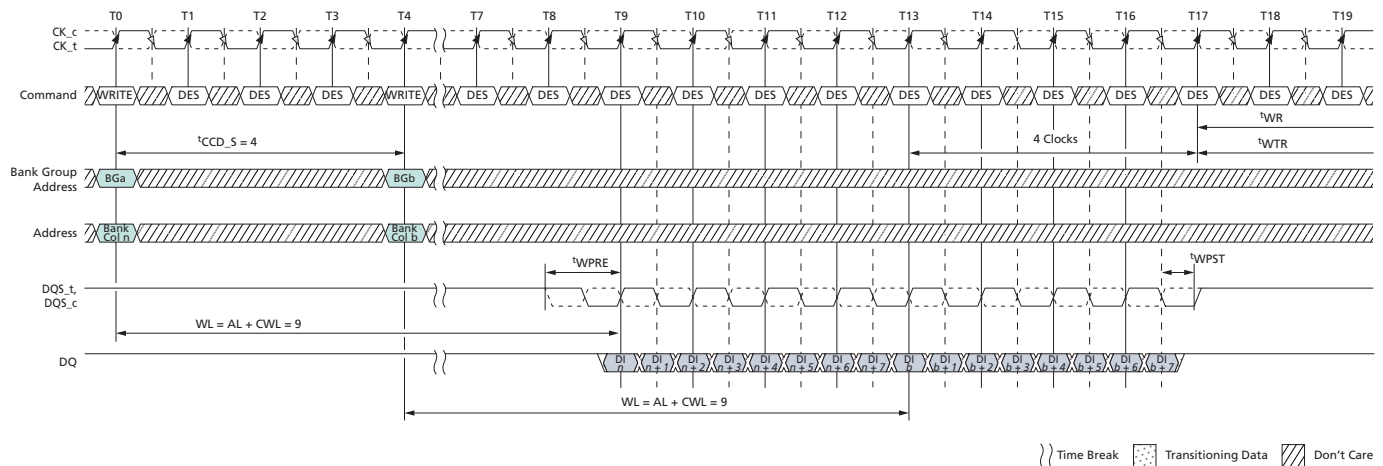 T0 T1 T2 T3 T4 T7 T8 T9 T10 T11 T12 T13 T14 T15 T16 T17 T18 T19
CK_c
CK_t
Command WRITE DES DES DES WRITE DES DES DES DES DES DES DES DES DES DES DES DES DES
tWR
tCCD_S = 4 4 Clocks tWTR
Bank Group
Address
BGa BGb
Address
Bank
Col n
Bank
Col b
tWPRE tWPST
DQS_t,
DQS_c
WL = AL + CWL = 9
DQ
DI
n
DI
n + 1
DI
n + 2
DI
n + 3
DI
n + 4
DI
n + 5
DI
n + 6
DI
n + 7
DI
b
DI
b + 1
DI
b + 2
DI
b + 3
DI
b + 4
DI
b + 5
DI
b + 6
DI
b + 7
WL = AL + CWL = 9
Time Break Transitioning Data Don't Care